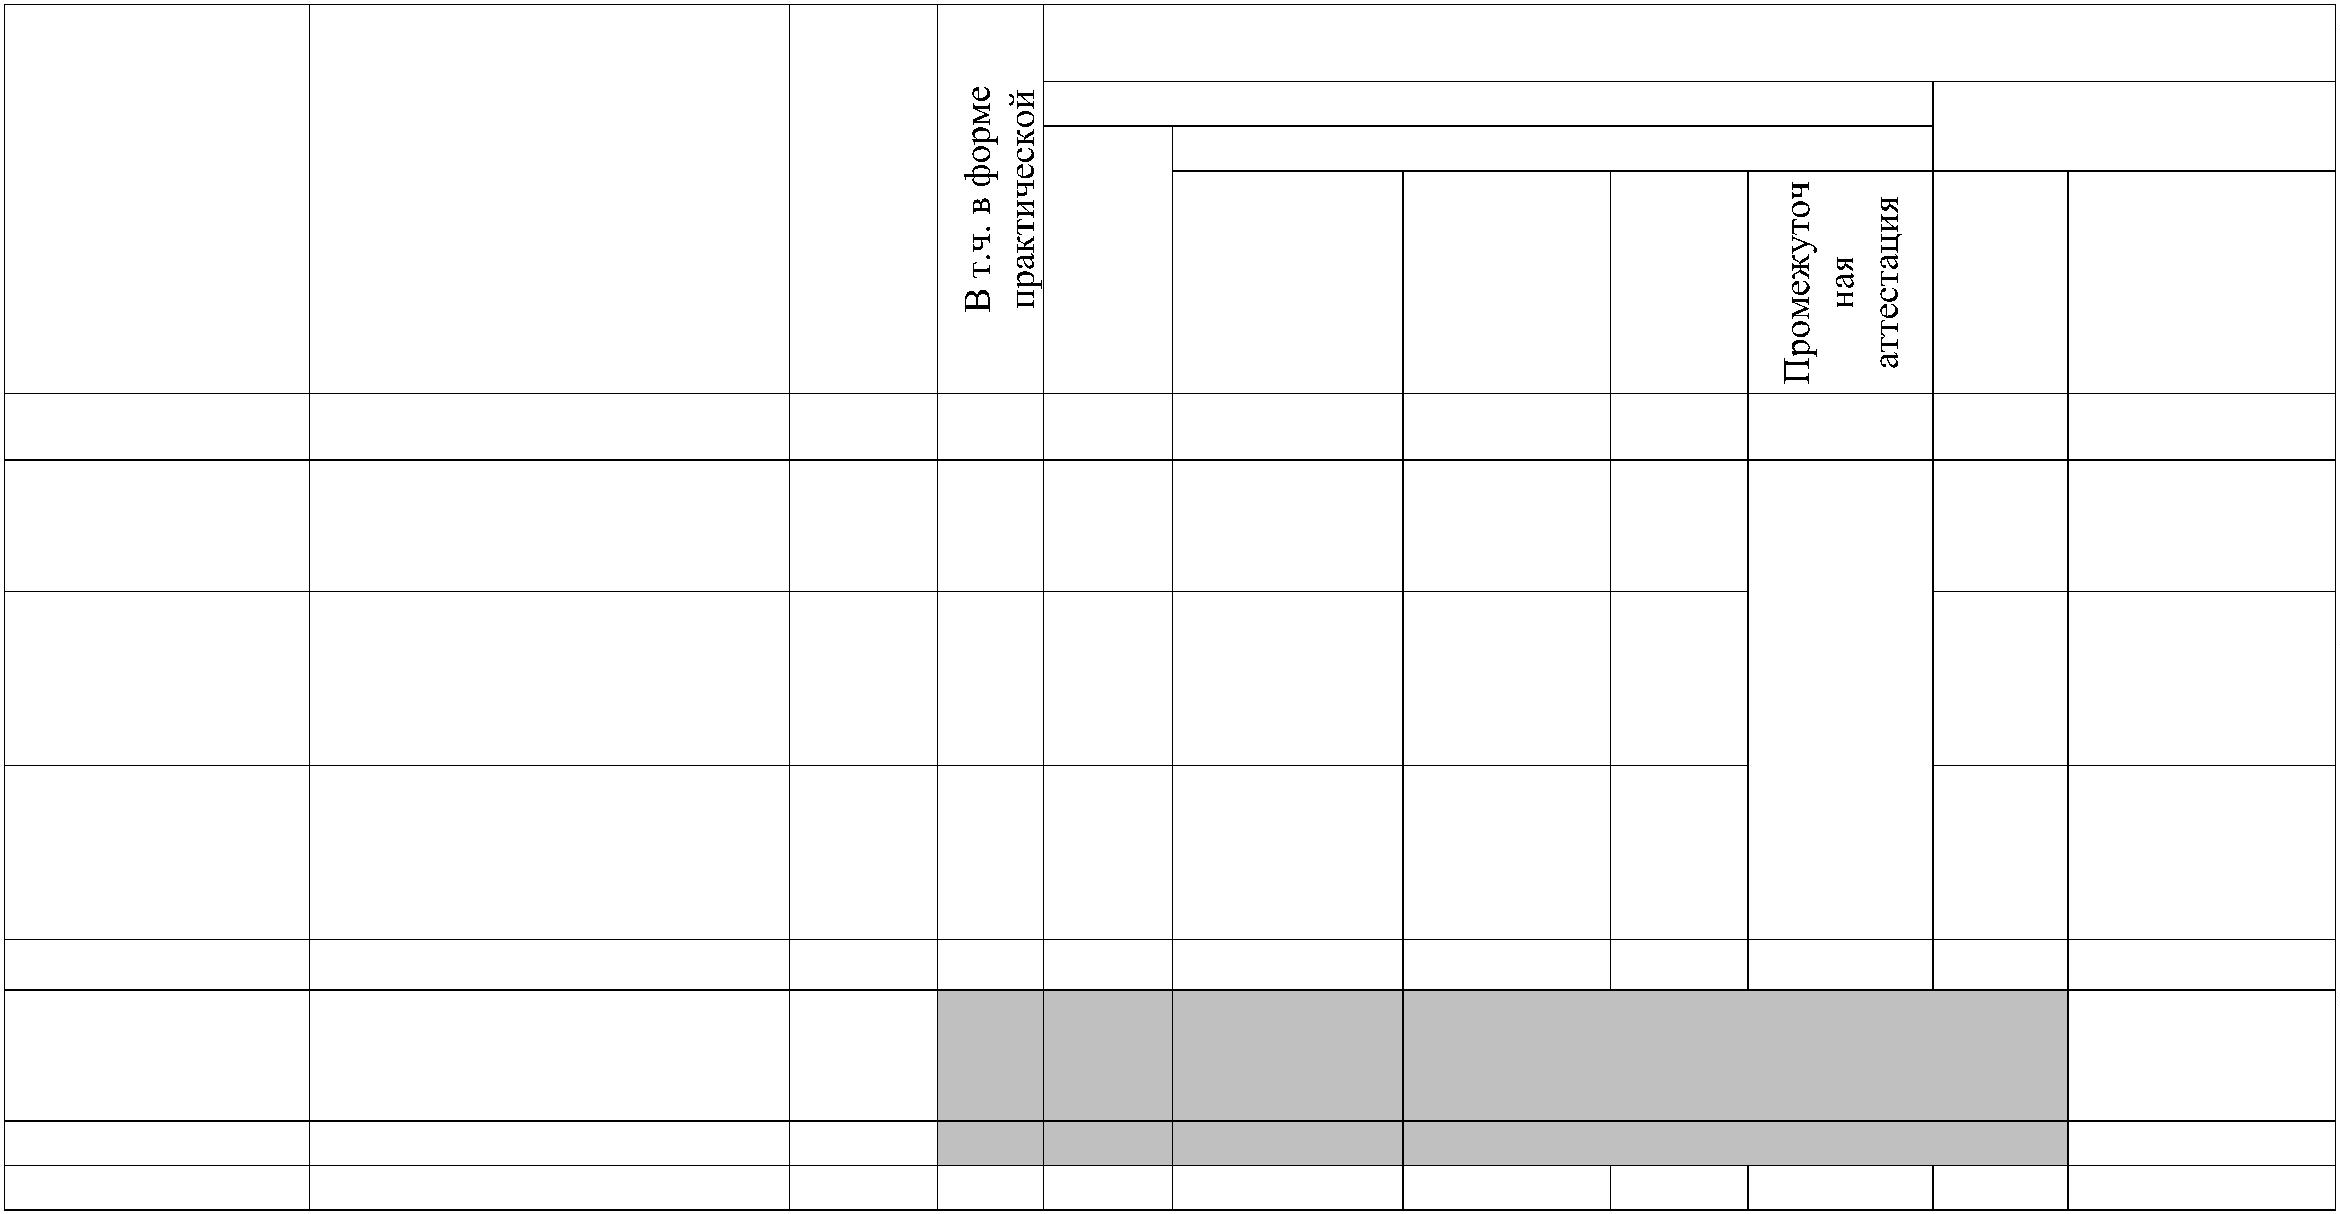 В т.ч. в форме
практической
Промежуточ
ная
аттестация